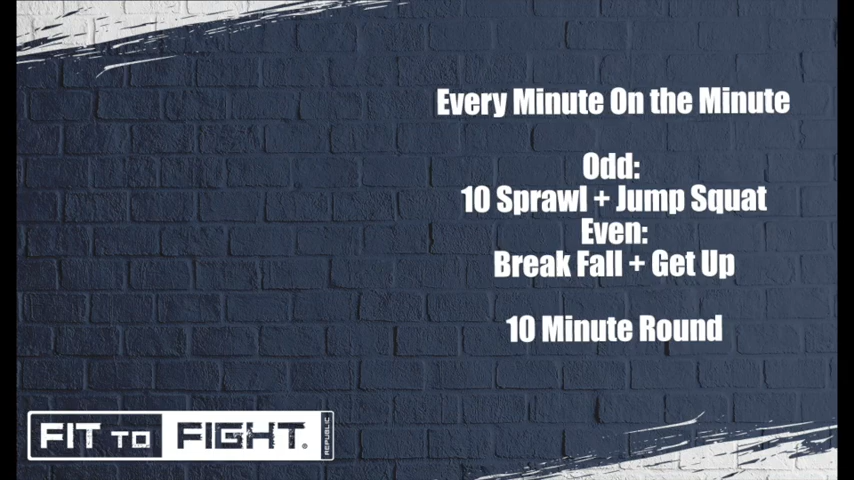 Every Minute On the Minute
Odd:
10 Sprawl + Jump Squat
Even:
Break Fall + Get Up
10 Minute Round
FIT TO FIGHT® REPUBLIC